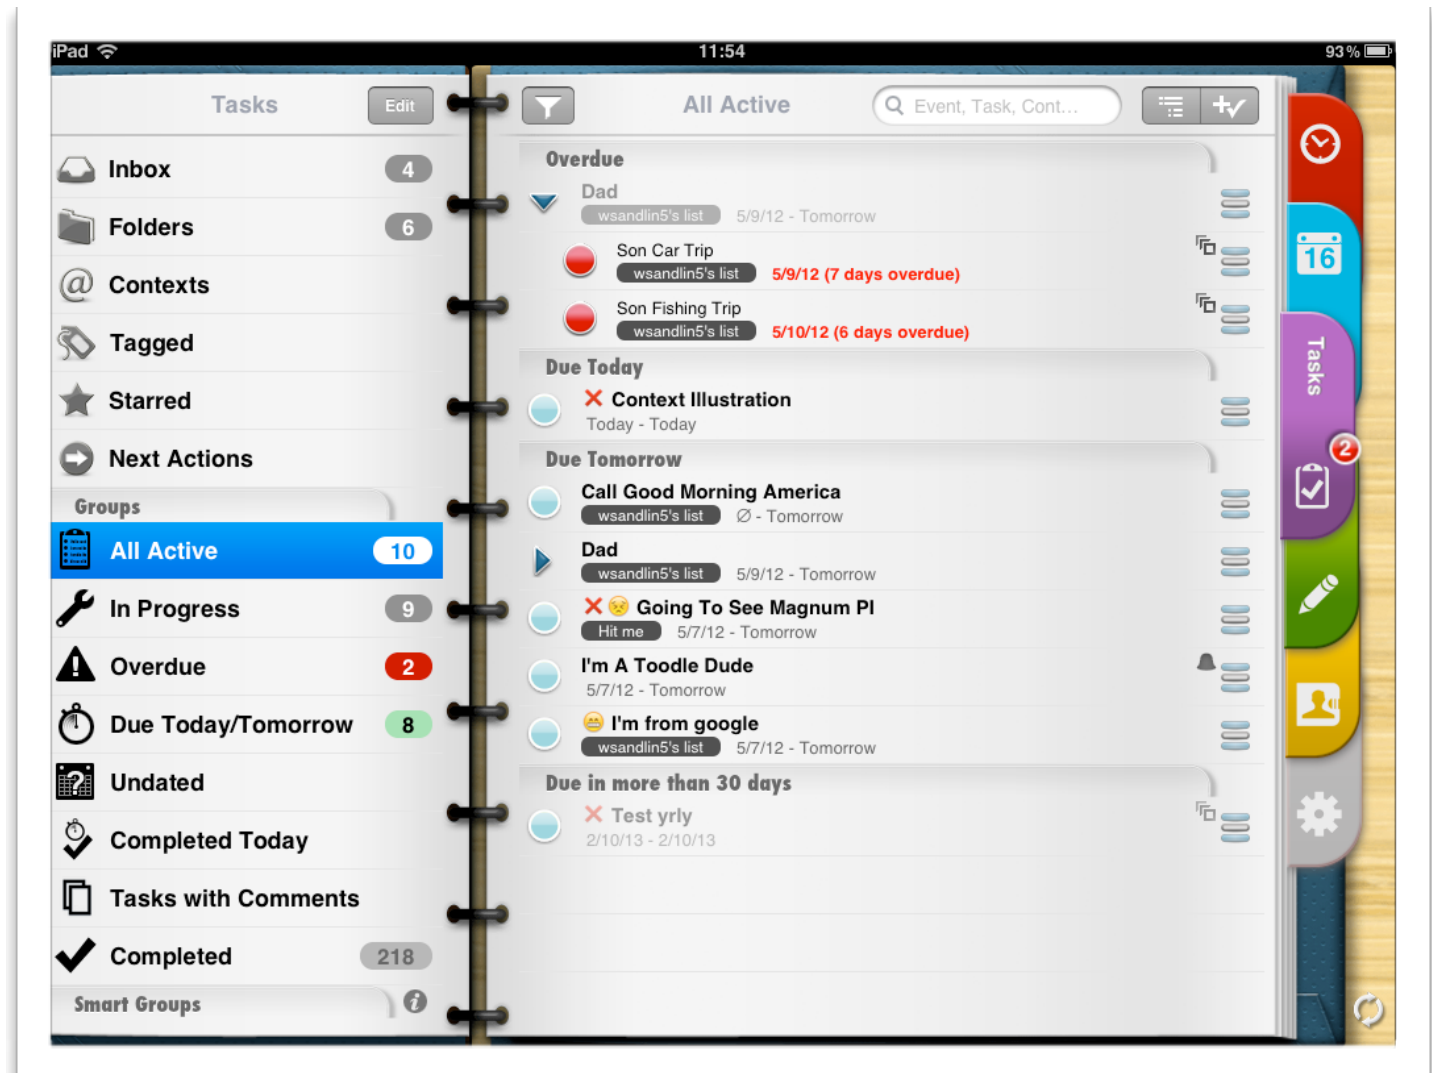 iPad 11:54 93%
Tasks Edit
Inbox 4
Folders 6
Contexts
Tagged
Starred
Next Actions
Groups
All Active 10
In Progress 9
Overdue 2
Due Today/Tomorrow 8
Undated
Completed Today
Tasks with Comments
Completed 218
Smart Groups
All Active Event, Task, Cont...
Overdue
Dad
wsandlin5's list 5/9/12 - Tomorrow
Son Car Trip
wsandlin5's list 5/9/12 (7 days overdue)
Son Fishing Trip
wsandlin5's list 5/10/12 (6 days overdue)
Due Today
❌ Context Illustration
Today - Today
Due Tomorrow
Call Good Morning America
wsandlin5's list ∅ - Tomorrow
Dad
wsandlin5's list 5/9/12 - Tomorrow
❌😠 Going To See Magnum PI
Hit me 5/7/12 - Tomorrow
I'm A Toodle Dude
5/7/12 - Tomorrow
😁 I'm from google
wsandlin5's list 5/7/12 - Tomorrow
Due in more than 30 days
❌ Test yrly
2/10/13 - 2/10/13
16
Tasks
2